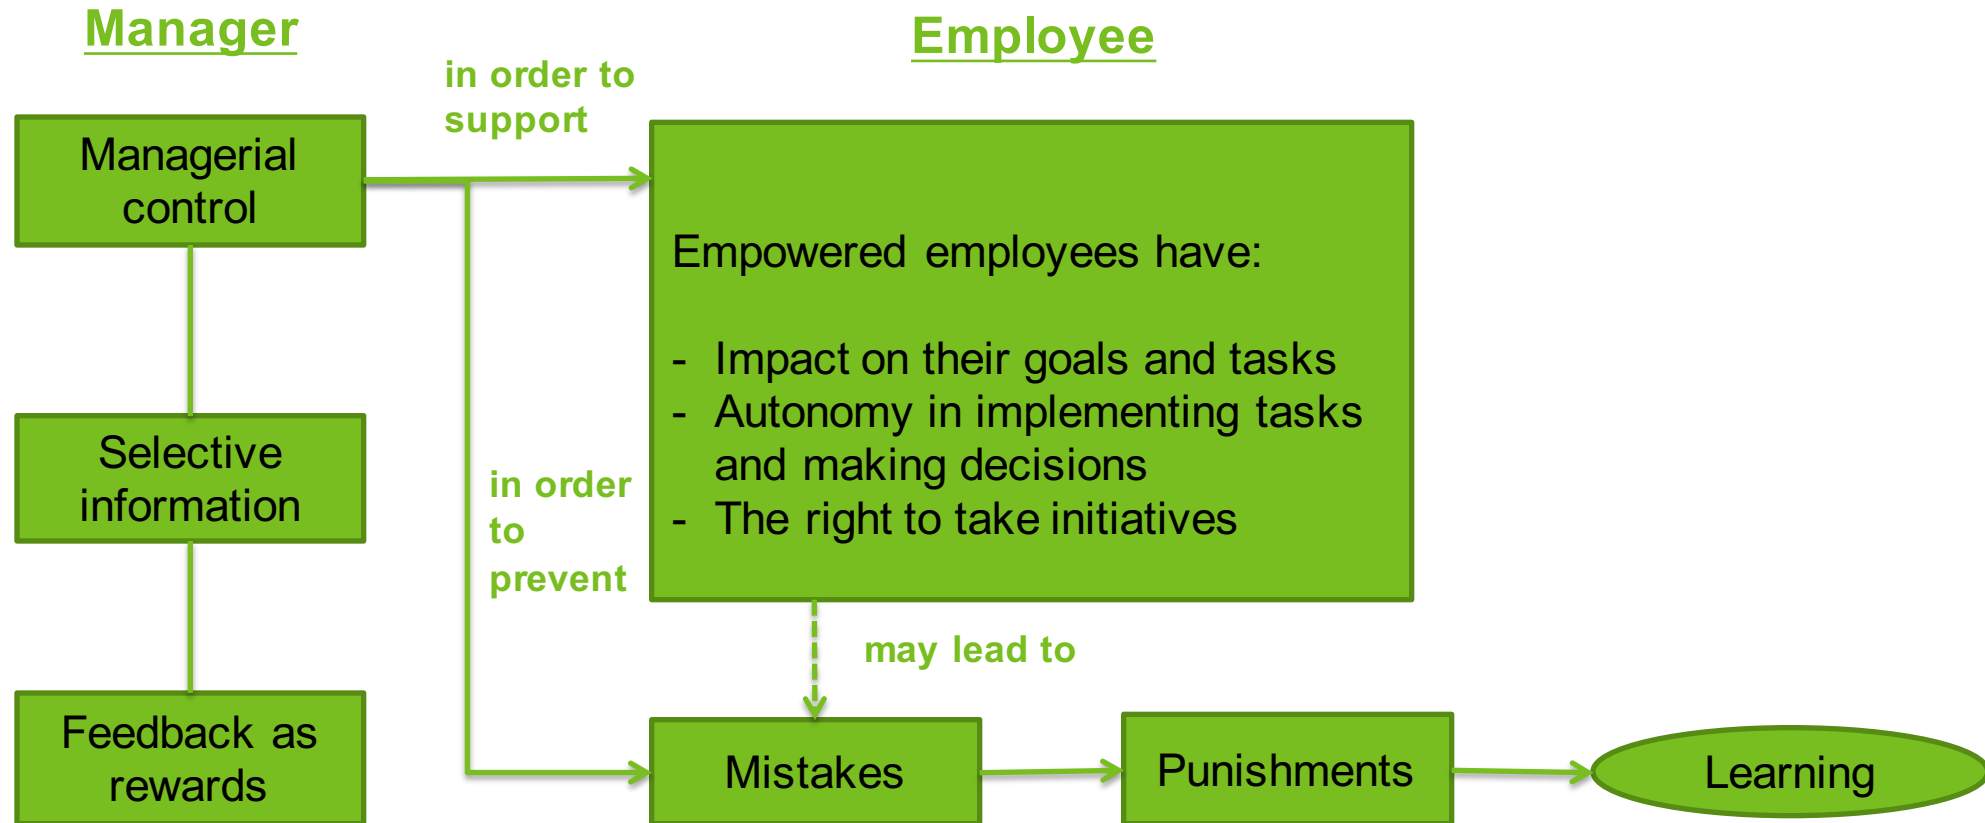 Manager
Employee
in order to
support
Managerial
control
Empowered employees have:
- Impact on their goals and tasks
- Autonomy in implementing tasks
and making decisions
- The right to take initiatives
Selective
information
in order
to
prevent
may lead to
Feedback as
rewards
Mistakes
Punishments
Learning